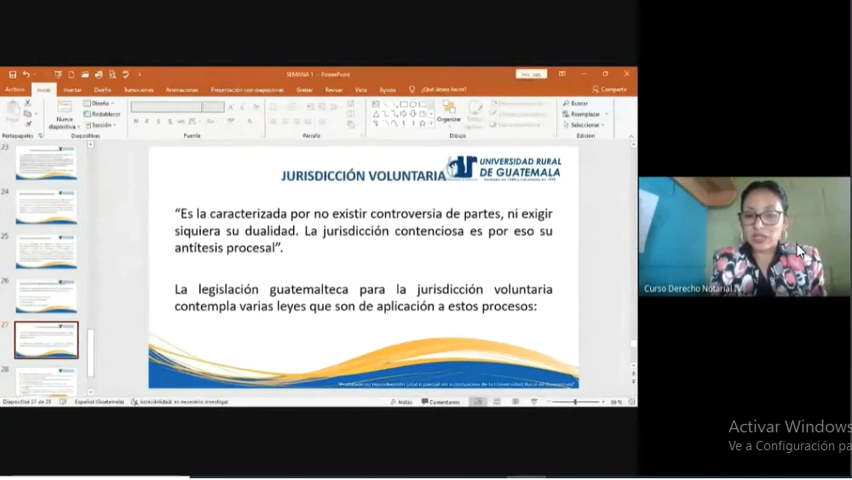 SEMANA 1 - PowerPoint
Archivo Inicio Insertar Diseño Transiciones Animaciones Presentación con diapositivas Grabar Revisar Vista Ayuda ¿Qué desea hacer? Compartir
Nueva
diapositiva
Diseño
Restablecer
Sección
Organizar
Buscar
Reemplazar
Seleccionar
Portapapeles Diapositivas Fuente Párrafo Dibujo Edición
23
24
25
26
27
28
JURISDICCIÓN VOLUNTARIA
UNIVERSIDAD RURAL
DE GUATEMALA
“Es la caracterizada por no existir controversia de partes, ni exigir
siquiera su dualidad. La jurisdicción contenciosa es por eso su
antítesis procesal”.
La legislación guatemalteca para la jurisdicción voluntaria
contempla varias leyes que son de aplicación a estos procesos:
Español (Guatemala)
Notas Comentarios
Curso Derecho Notarial IV
Activar Windows
Ve a Configuración pa